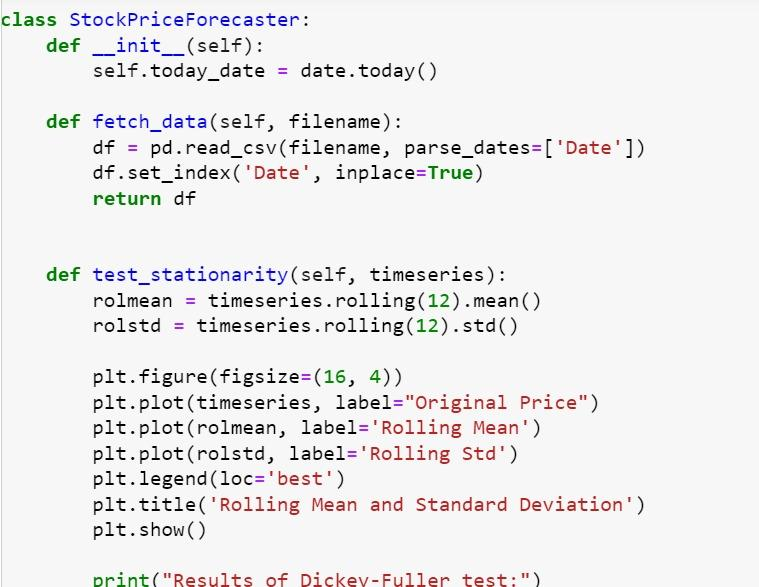 class StockPriceForecaster:
    def __init__(self):
        self.today_date = date.today()

    def fetch_data(self, filename):
        df = pd.read_csv(filename, parse_dates=['Date'])
        df.set_index('Date', inplace=True)
        return df


    def test_stationarity(self, timeseries):
        rolmean = timeseries.rolling(12).mean()
        rolstd = timeseries.rolling(12).std()

        plt.figure(figsize=(16, 4))
        plt.plot(timeseries, label="Original Price")
        plt.plot(rolmean, label='Rolling Mean')
        plt.plot(rolstd, label='Rolling Std')
        plt.legend(loc='best')
        plt.title('Rolling Mean and Standard Deviation')
        plt.show()

        print("Results of Dickey-Fuller test:")